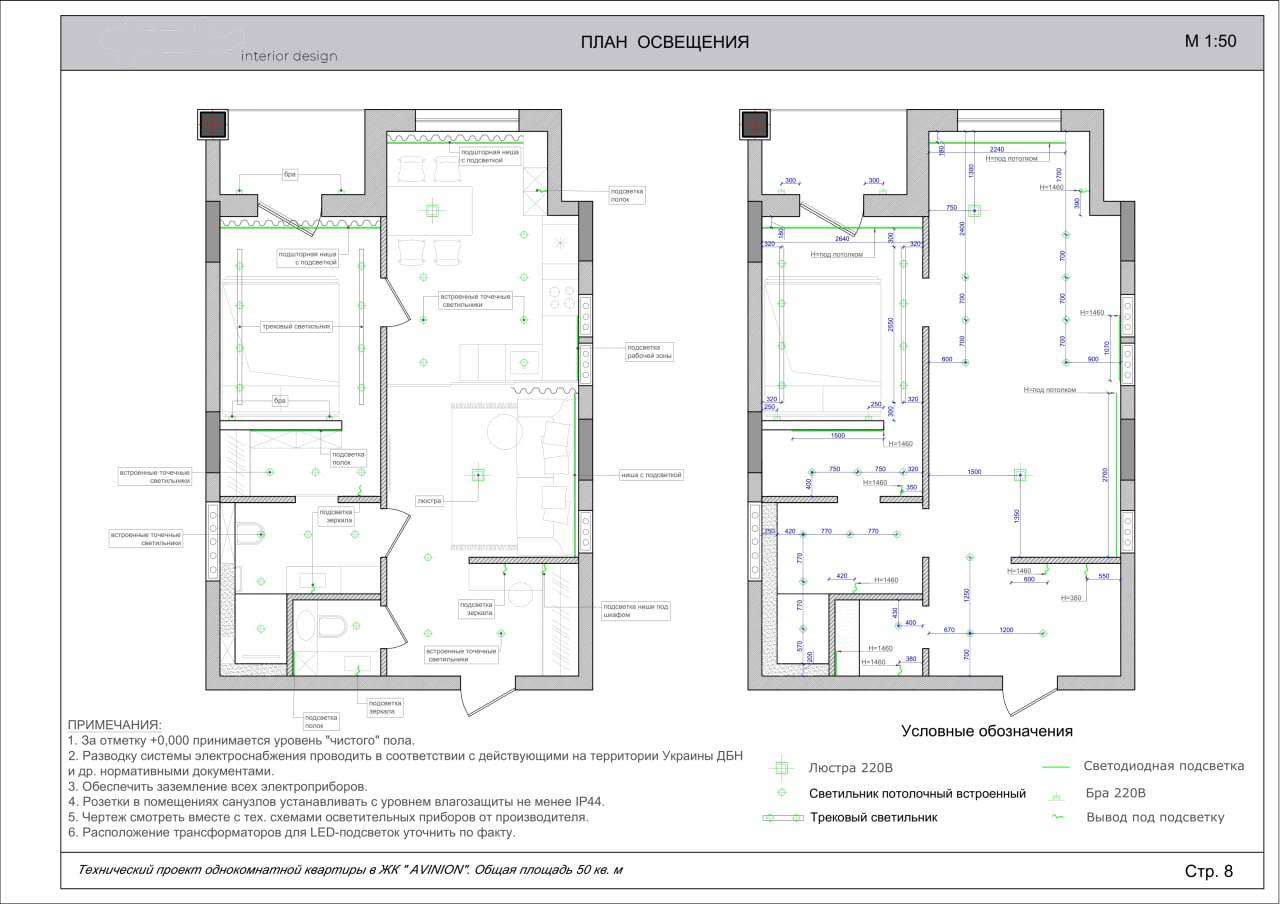 interior design
ПЛАН ОСВЕЩЕНИЯ
М 1:50
подшторная ниша
с подсветкой
бра
подсветка
полок
подшторная ниша
с подсветкой
встроенные точечные
светильники
трековый светильник
подсветка
рабочей зоны
бра
подсветка
полок
встроенные точечные
светильники
ниша с подсветкой
люстра
подсветка
зеркала
встроенные точечные
светильники
подсветка
зеркала
подсветка ниши под
шкафом
встроенные точечные
светильники
подсветка
зеркала
подсветка
полок
2240
180
Н=под потолком
1300
1700
300
300
Н=1460
390
750
2400
180
2640
300
320
320
Н=под потолком
700
700
700
700
2550
Н=1460
1070
600
900
Н=под потолком
320
250
250
320
300
1500
Н=1460
750
750
320
1500
400
Н=1460
350
2700
1350
250
420
770
770
770
420
Н=1460
Н=1460
600
550
Н=380
770
430
400
1250
670
1200
570
200
Н=1460
Н=1460
380
700
ПРИМЕЧАНИЯ:
1. За отметку +0,000 принимается уровень "чистого" пола.
2. Разводку системы электроснабжения проводить в соответствии с действующими на территории Украины ДБН
и др. нормативными документами.
3. Обеспечить заземление всех электроприборов.
4. Розетки в помещениях санузлов устанавливать с уровнем влагозащиты не менее IP44.
5. Чертеж смотреть вместе с тех. схемами осветительных приборов от производителя.
6. Расположение трансформаторов для LED-подсветок уточнить по факту.
Условные обозначения
Люстра 220В
Светодиодная подсветка
Светильник потолочный встроенный
Бра 220В
Трековый светильник
Вывод под подсветку
Технический проект однокомнатной квартиры в ЖК " AVINION". Общая площадь 50 кв. м
Стр. 8